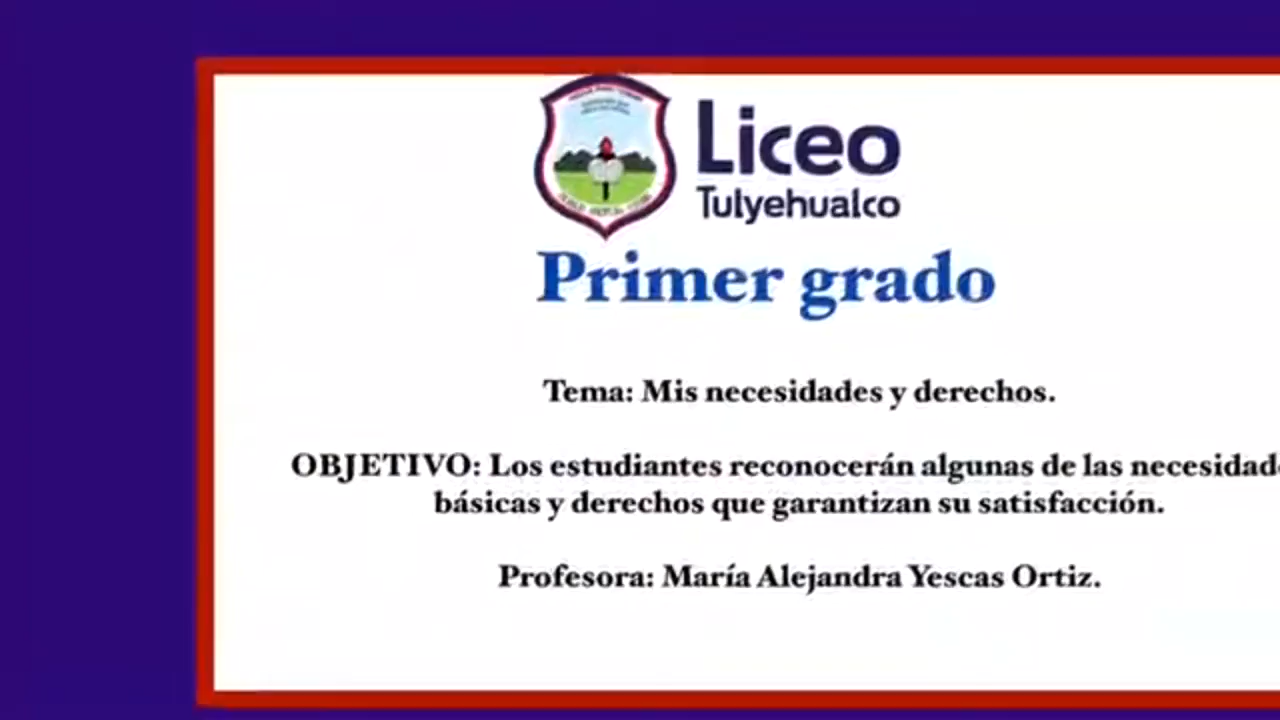 Liceo
Tulyehualco
Primer grado
Tema: Mis necesidades y derechos.
OBJETIVO: Los estudiantes reconocerán algunas de las
básicas y derechos que garantizan su satisfacción.
Profesora: María Alejandra Yescas Ortiz.